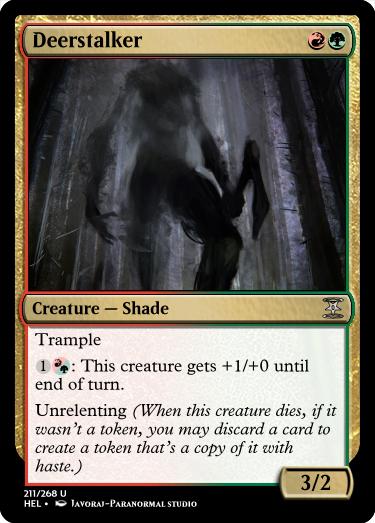 Deerstalker
Creature — Shade
Trample
1 : This creature gets +1/+0 until
end of turn.
Unrelenting (When this creature dies, if it
wasn't a token, you may discard a card to
create a token that's a copy of it with
haste.)
3/2
211/268 U
HEL • Javoraj-Paranormal studio